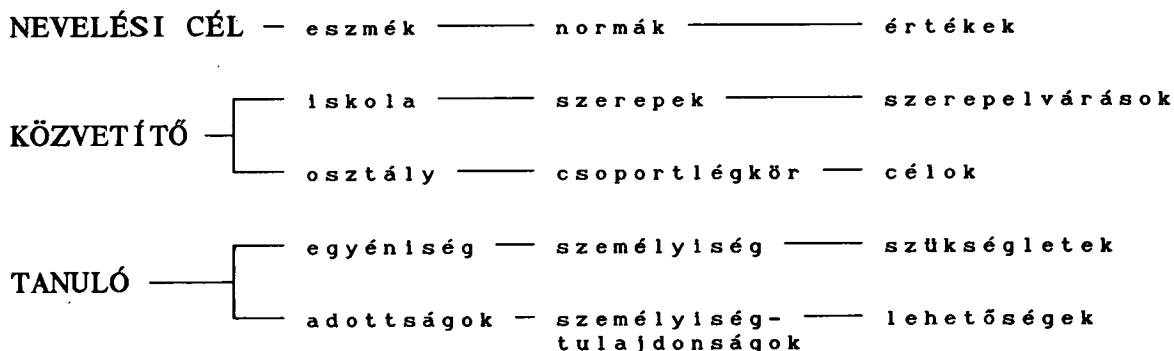 NEVELÉSI CÉL eszmék normák értékek
iskola szerepek szerepelvárások
KÖZVETÍTŐ
osztály csoportlégkör célok
egyéniség személyiség szükségletek
TANULÓ
adottságok személyiség- lehetőségek
tulajdonságok